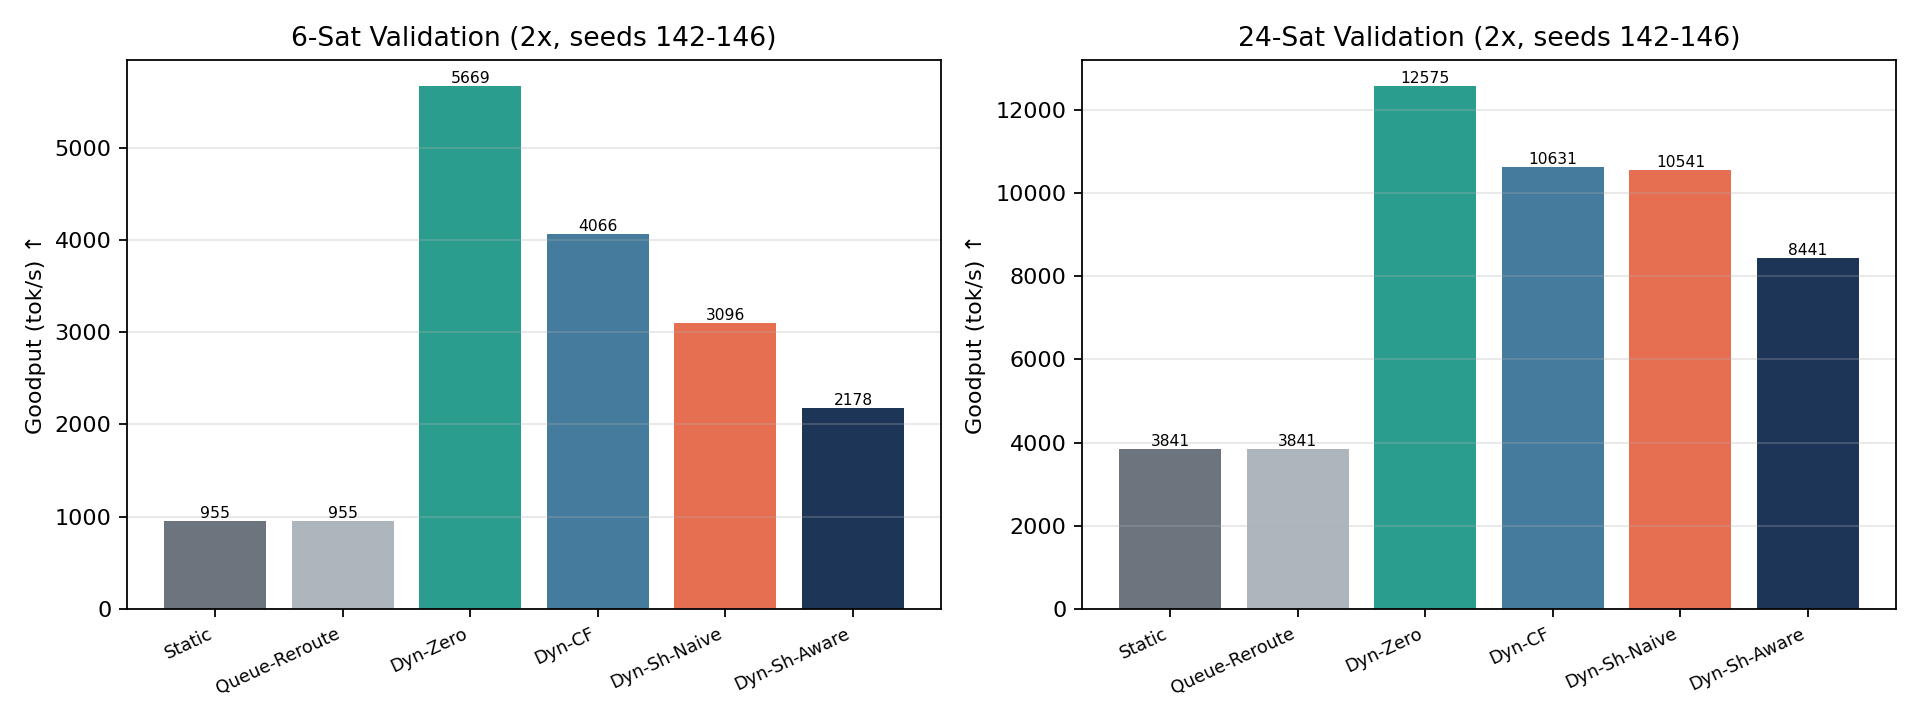 6-Sat Validation (2x, seeds 142-146)
Goodput (tok/s) ↑
5000
4000
3000
2000
1000
0
955
955
5669
4066
3096
2178
Static
Queue-Reroute
Dyn-Zero
Dyn-CF
Dyn-Sh-Naive
Dyn-Sh-Aware
24-Sat Validation (2x, seeds 142-146)
Goodput (tok/s) ↑
12000
10000
8000
6000
4000
2000
0
3841
3841
12575
10631
10541
8441
Static
Queue-Reroute
Dyn-Zero
Dyn-CF
Dyn-Sh-Naive
Dyn-Sh-Aware